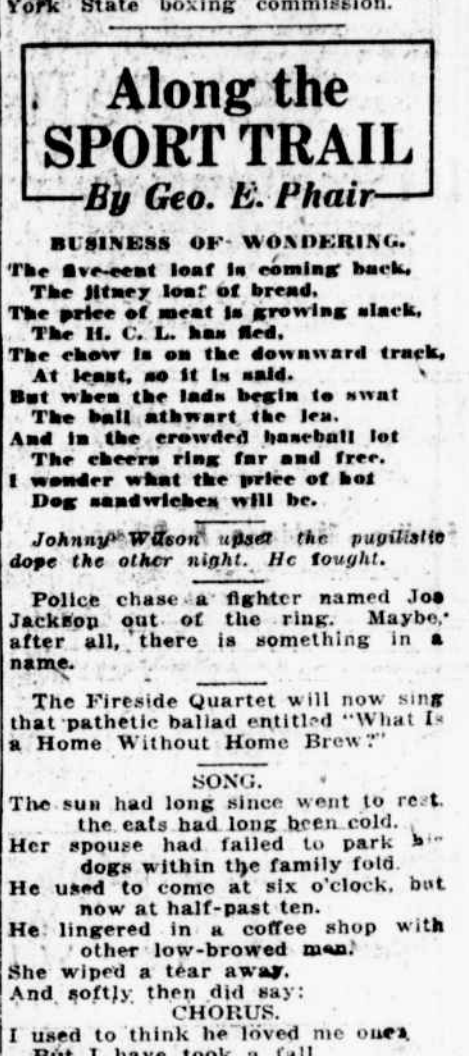 York State boxing commission.
Along the
SPORT TRAIL
By Geo. E. Phair
BUSINESS OF WONDERING.
The five-cent loaf is coming back,
The jitney loaf of bread.
The price of meat is growing slack,
The H. C. L. has fled.
The chow is on the downward track,
At least, so it is said.
But when the lads begin to swat
The ball athwart the lea.
And in the crowded baseball lot
The cheers ring far and free.
I wonder what the price of hot
Dog sandwiches will be.
Johnny Wilson upset the pugilistic
dope the other night. He fought.
Police chase a fighter named Joe
Jackson out of the ring. Maybe,
after all, there is something in a
name.
The Fireside Quartet will now sing
that pathetic ballad entitled "What Is
a Home Without Home Brew?"
SONG.
The sun had long since went to rest,
the eats had long been cold.
Her spouse had failed to park his
dogs within the family fold.
He used to come at six o'clock, but
now at half-past ten.
He lingered in a coffee shop with
other low-browed men.
She wiped a tear away.
And softly then did say:
CHORUS.
I used to think he loved me once
But I have took a fall